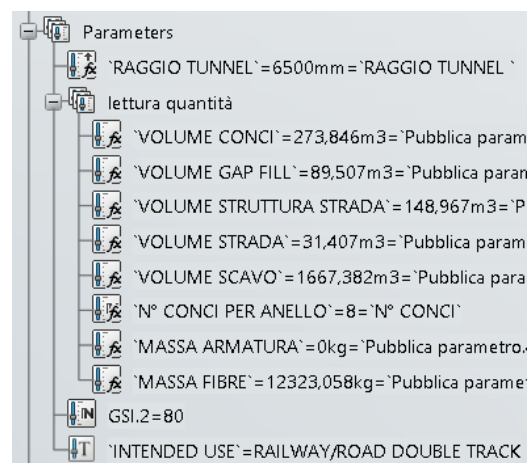 Parameters
`RAGGIO TUNNEL`=6500mm=`RAGGIO TUNNEL `
lettura quantità
`VOLUME CONCI`=273,846m3=`Pubblica param
`VOLUME GAP FILL`=89,507m3=`Pubblica param
`VOLUME STRUTTURA STRADA`=148,967m3=`P
`VOLUME STRADA`=31,407m3=`Pubblica param
`VOLUME SCAVO`=1667,382m3=`Pubblica para
`N° CONCI PER ANELLO`=8=`N° CONCI`
`MASSA ARMATURA`=0kg=`Pubblica parametro.
`MASSA FIBRE`=12323,058kg=`Pubblica parame
GSI.2=80
`INTENDED USE`=RAILWAY/ROAD DOUBLE TRACK